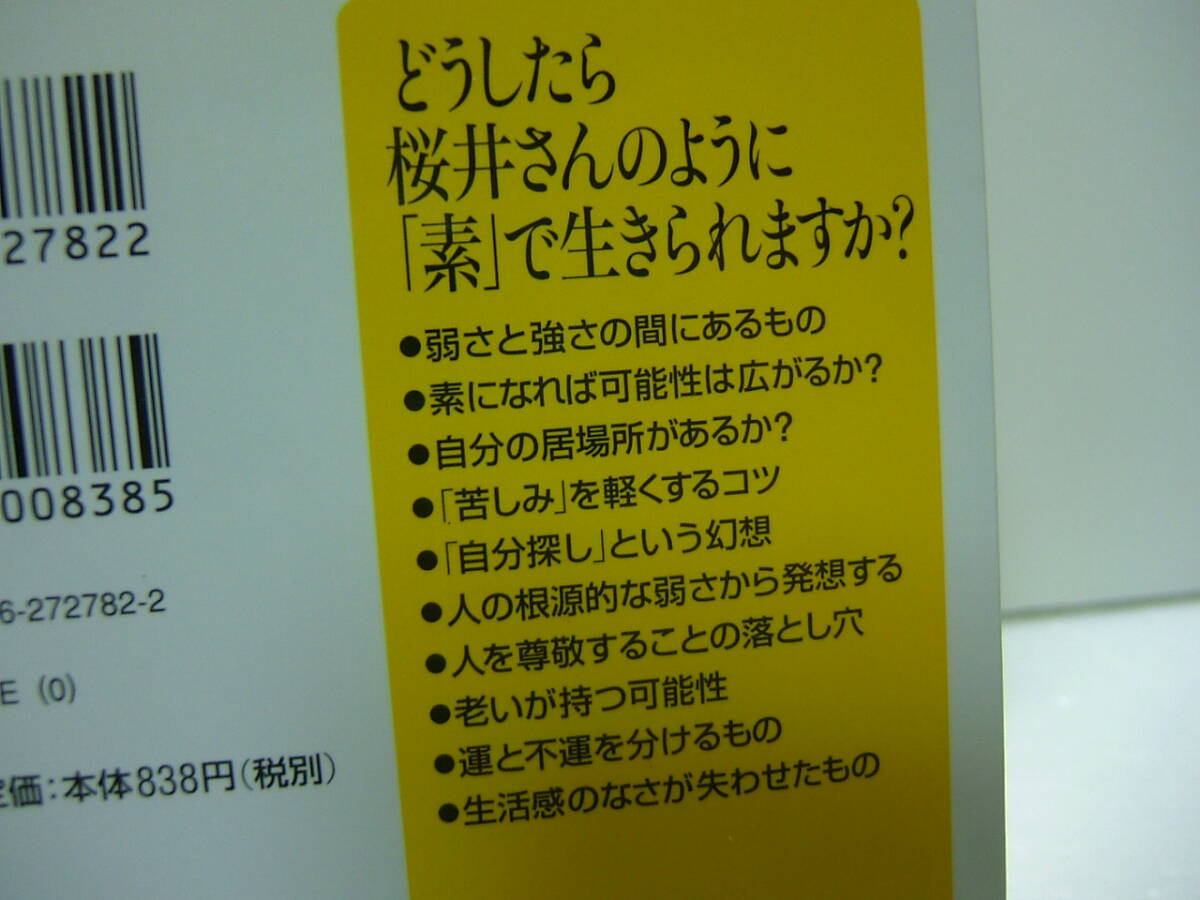 27822
008385
6-272782-2
E (0)
定価:本体838円(税別)
どうしたら
桜井さんのように
「素」で生きられますか?
●弱さと強さの間にあるもの
●素になれば可能性は広がるか?
●自分の居場所があるか?
●「苦しみ」を軽くするコツ
●「自分探し」という幻想
●人の根源的な弱さから発想する
●人を尊敬することの落とし穴
●老いが持つ可能性
●運と不運を分けるもの
●生活感のなさが失わせたもの